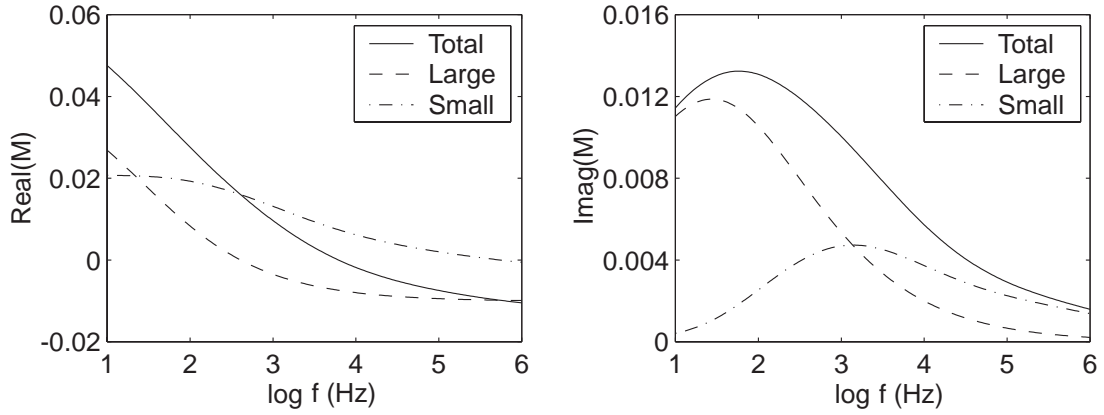 0.06
0.04
0.02
0
-0.02
Real(M)
Total
Large
Small
1 2 3 4 5 6
log f (Hz)
0.016
0.012
0.008
0.004
0
Imag(M)
Total
Large
Small
1 2 3 4 5 6
log f (Hz)